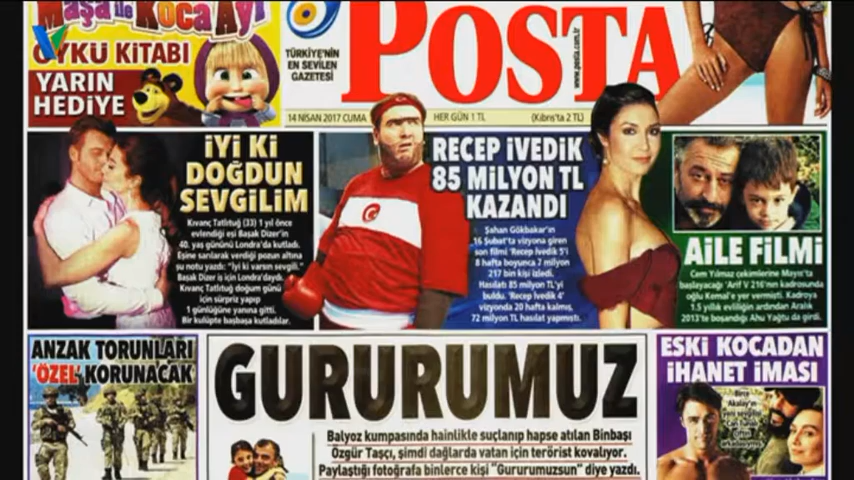 Maşa ile Koca Ayı
ÖYKÜ KİTABI
YARIN
HEDİYE
TÜRKİYE'NİN
EN SEVİLEN
GAZETESİ
POSTA
www.posta.com.tr
14 NİSAN 2017 CUMA
HER GÜN 1 TL
(Kıbrıs'ta 2 TL)
İYİ Kİ
DOĞDUN
SEVGİLİM
Kıvanç Tatlıtuğ (33) 1 yıl önce
evlendiği eşi Başak Dizer'in
40. yaş gününü Londra'da kutladı.
Eşine sarılarak verdiği pozun altına
şu notu yazdı: "İyi ki varsın sevgili."
Başak Dizer iş için Londra'daydı.
Kıvanç Tatlıtuğ doğum günü
için sürpriz yapıp
1 günlüğüne yanına gitti.
Bir kulüpte başbaşa kutladılar.
RECEP İVEDİK
85 MİLYON TL
KAZANDI
Şahan Gökbakar'ın
16 Şubat'ta vizyona giren
son filmi 'Recep İvedik 5'i
8 hafta boyunca 7 milyon
217 bin kişi izledi.
Hasılatı 85 milyon TL'yi
buldu. 'Recep İvedik 4'
vizyonda 20 hafta kalmış,
72 milyon TL hasılat yapmıştı.
AİLE FİLMİ
Cem Yılmaz çekimlerine Mayıs'ta
başlayacağı 'Arif V 216'nın kadrosunda
oğlu Kemal'e yer vermişti. Kadroya
1.5 yıllık evliliğin ardından Aralık
2013'te boşandığı Ahu Yağtu da girdi.
ANZAK TORUNLARI
'ÖZEL' KORUNACAK
GURURUMUZ
Balyoz kumpasında hainlikle suçlanıp hapse atılan Binbaşı
Özgür Taşçı, şimdi dağlarda vatan için terörist kovalıyor.
Paylaştığı fotoğrafa binlerce kişi "Gururumuzsun" diye yazdı.
ESKİ KOCADAN
İHANET İMASI
Birce
Akalay'ın
yeni sevgilisi